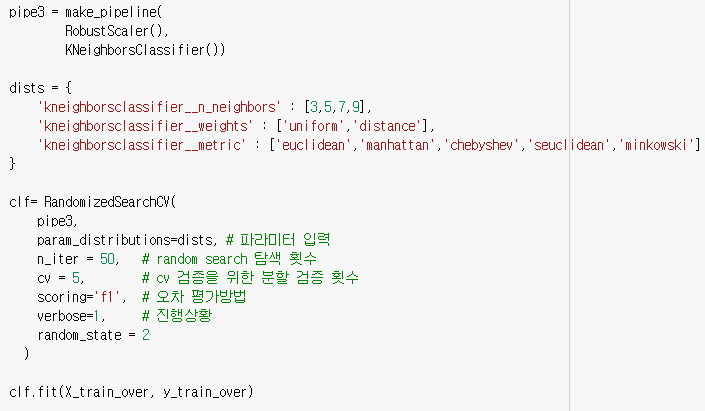 pipe3 = make_pipeline(
        RobustScaler(),
        KNeighborsClassifier())

dists = {
    'kneighborsclassifier__n_neighbors' : [3,5,7,9],
    'kneighborsclassifier__weights' : ['uniform','distance'],
    'kneighborsclassifier__metric' : ['euclidean','manhattan','chebyshev','seuclidean','minkowski']
}

clf= RandomizedSearchCV(
    pipe3,
    param_distributions=dists, # 파라미터 입력
    n_iter = 50,   # random search 탐색 횟수
    cv = 5,        # cv 검증을 위한 분할 검증 횟수
    scoring='f1',  # 오차 평가방법
    verbose=1,     # 진행상황
    random_state = 2
  )

clf.fit(X_train_over, y_train_over)